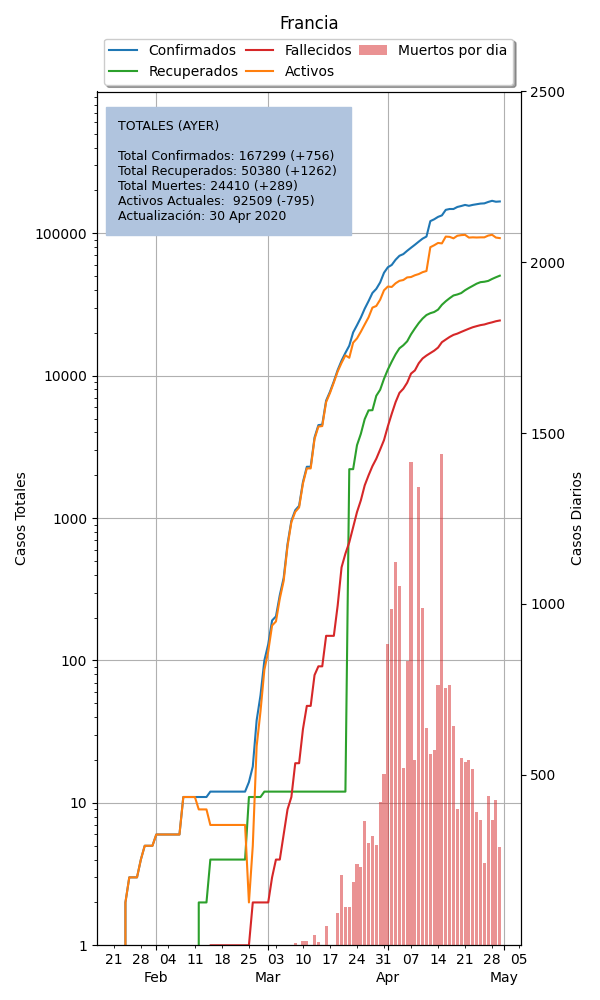 Francia
Confirmados
Recuperados
Fallecidos
Activos
Muertos por dia
TOTALES (AYER)
Total Confirmados: 167299 (+756)
Total Recuperados: 50380 (+1262)
Total Muertes: 24410 (+289)
Activos Actuales:  92509 (-795)
Actualización: 30 Apr 2020
Casos Totales
100000
10000
1000
100
10
1
2500
2000
1500
1000
500
Casos Diarios
21 28 04 11 18 25 03 10 17 24 31 07 14 21 28 05
Feb Mar Apr May